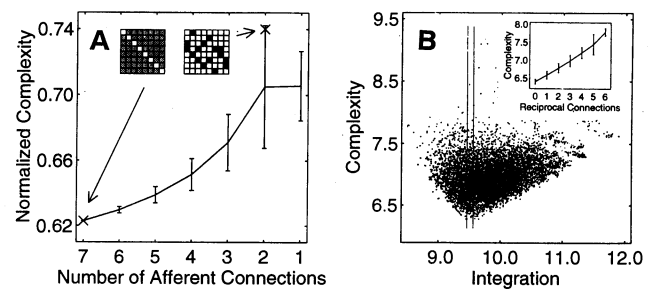 A
Normalized Complexity
0.74
0.70
0.66
0.62
7 6 5 4 3 2 1
Number of Afferent Connections
B
Complexity
9.5
8.5
7.5
6.5
9.0 10.0 11.0 12.0
Integration
Complexity
8.0
7.5
7.0
6.5
0 1 2 3 4 5 6
Reciprocal Connections